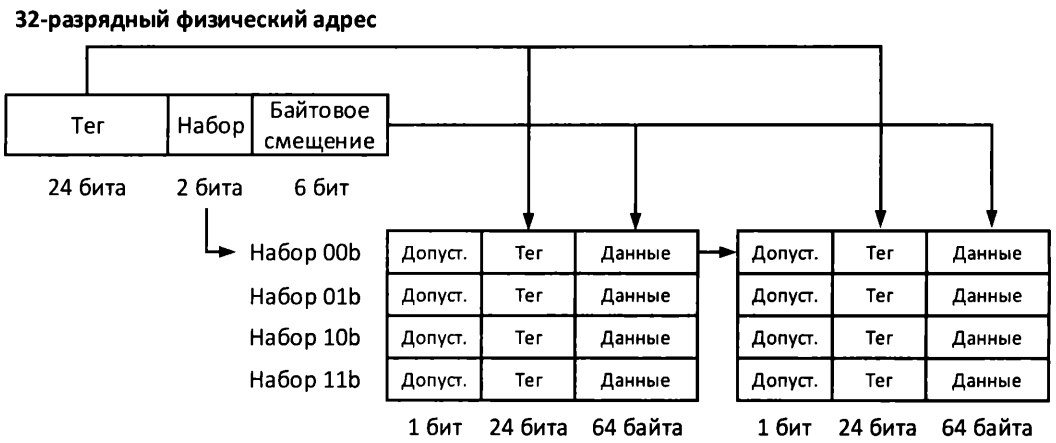 32-разрядный физический адрес
Тег Набор Байтовое смещение
24 бита 2 бита 6 бит
Набор 00b Допуст. Тег Данные Допуст. Тег Данные
Набор 01b Допуст. Тег Данные Допуст. Тег Данные
Набор 10b Допуст. Тег Данные Допуст. Тег Данные
Набор 11b Допуст. Тег Данные Допуст. Тег Данные
1 бит 24 бита 64 байта 1 бит 24 бита 64 байта